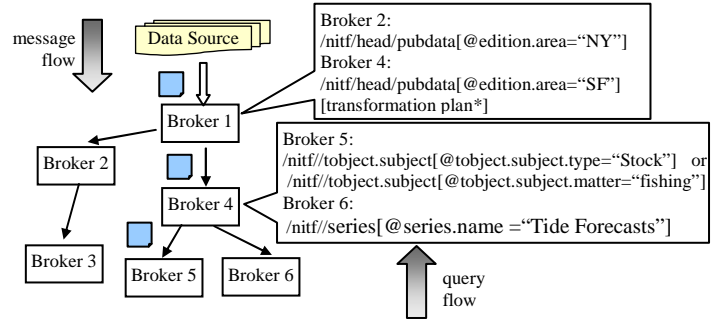 message
flow
Data Source
Broker 2:
/nitf/head/pubdata[@edition.area=“NY”]
Broker 4:
/nitf/head/pubdata[@edition.area=“SF”]
[transformation plan*]
Broker 1
Broker 5:
/nitf//tobject.subject[@tobject.subject.type=“Stock”] or
/nitf//tobject.subject[@tobject.subject.matter=“fishing”]
Broker 6:
/nitf//series[@series.name =“Tide Forecasts”]
Broker 2
Broker 4
Broker 3
Broker 5
Broker 6
query
flow